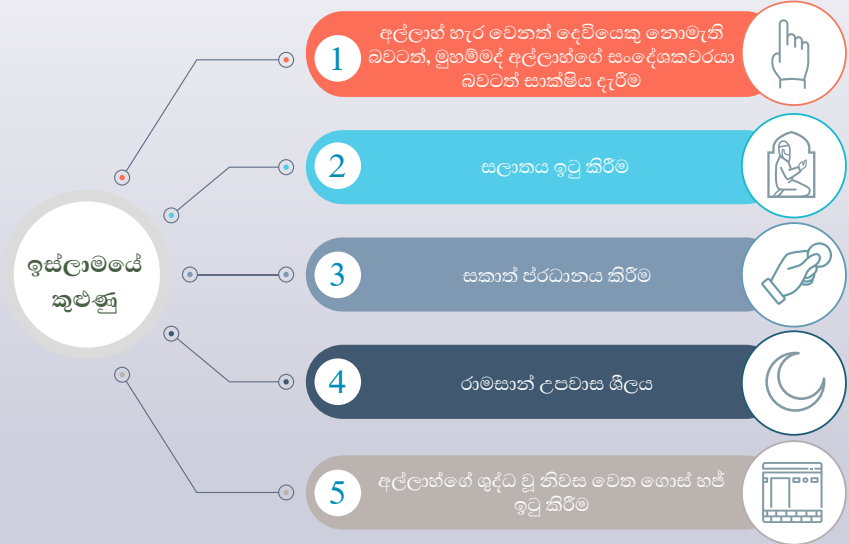 ඉස්ලාමයේ
කුළුණු
1
අල්ලාහ් හැර වෙනත් දෙවියෙකු නොමැති
බවටත්, මුහම්මද් අල්ලාහ්ගේ සංදේශකවරයා
බවටත් සාක්ෂිය දැරීම
2
සලාතය ඉටු කිරීම
3
සකාත් ප්රධානය කිරීම
4
රාමසාන් උපවාස ශීලය
5
අල්ලාහ්ගේ ශුද්ධ වූ නිවස වෙත ගොස් හජ්
ඉටු කිරීම